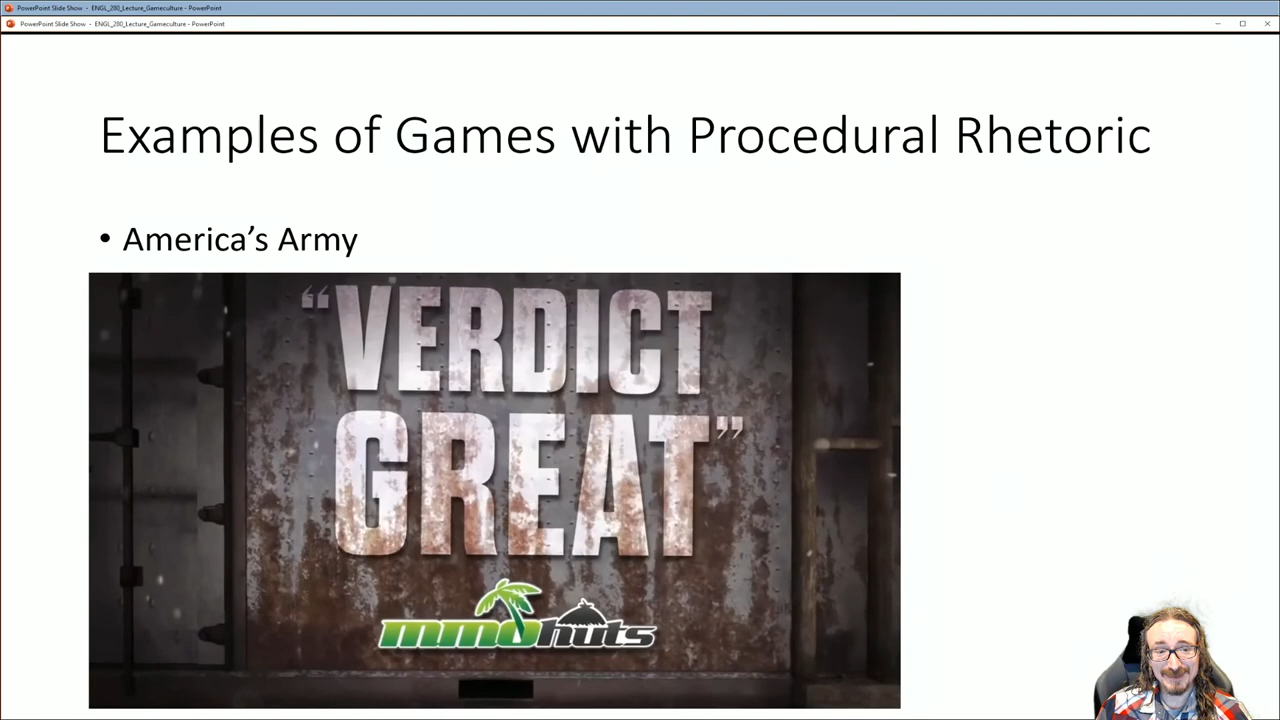 PowerPoint Slide Show - ENGL_280_Lecture_Gameculture - PowerPoint
PowerPoint Slide Show - ENGL_280_Lecture_Gameculture - PowerPoint
Examples of Games with Procedural Rhetoric
• America’s Army
“VERDICT
GREAT”
mmohuts